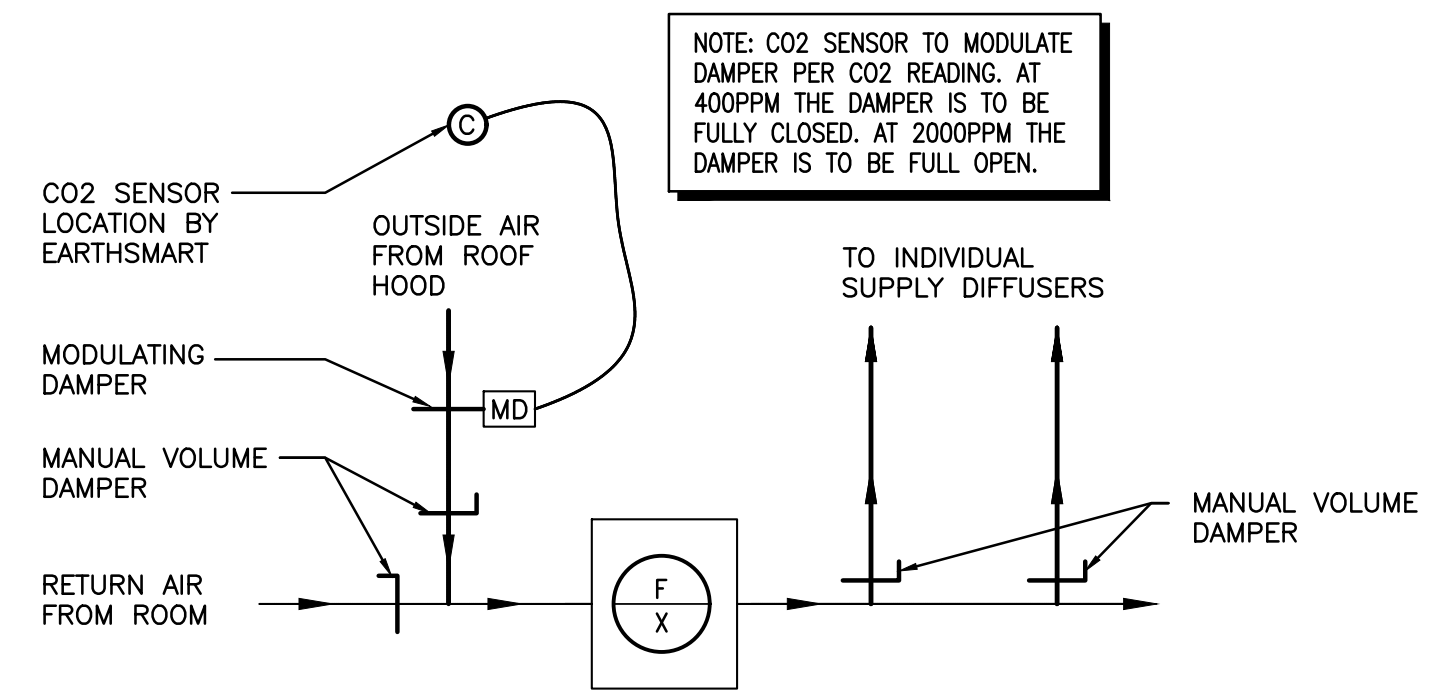 NOTE: CO2 SENSOR TO MODULATE
DAMPER PER CO2 READING. AT
400PPM THE DAMPER IS TO BE
FULLY CLOSED. AT 2000PPM THE
DAMPER IS TO BE FULL OPEN.
C
CO2 SENSOR
LOCATION BY
EARTHSMART
OUTSIDE AIR
FROM ROOF
HOOD
TO INDIVIDUAL
SUPPLY DIFFUSERS
MODULATING
DAMPER
MD
MANUAL VOLUME
DAMPER
MANUAL VOLUME
DAMPER
RETURN AIR
FROM ROOM
F
X